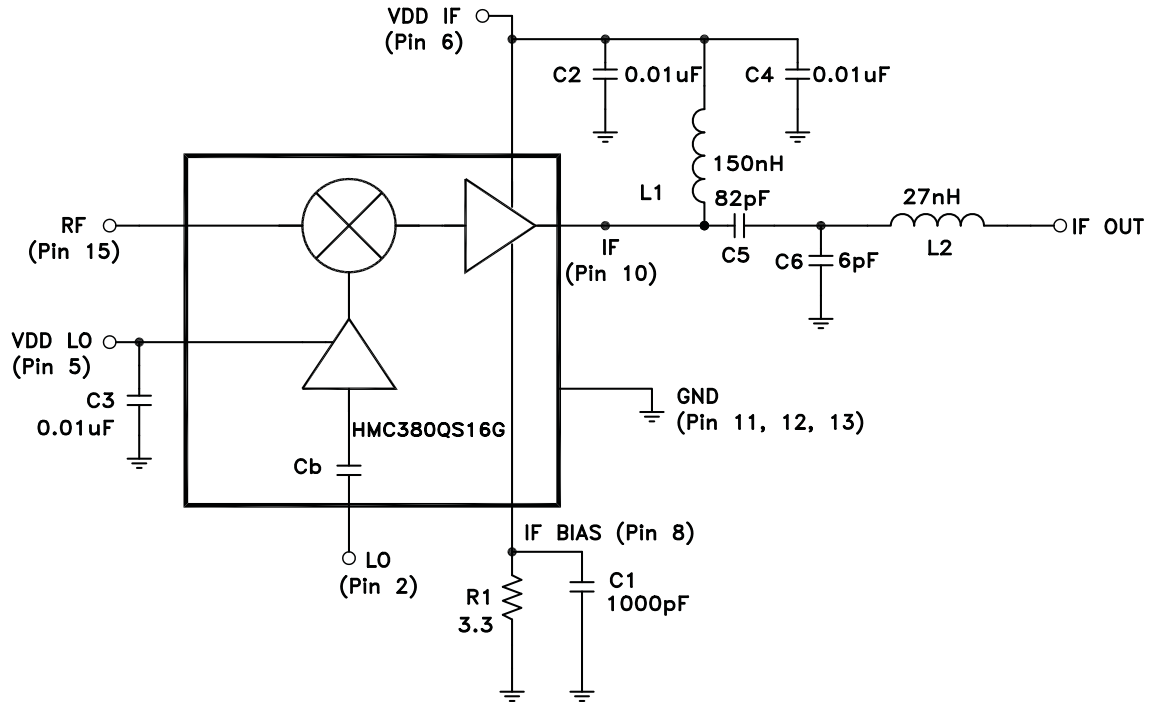 VDD IF
(Pin 6)
C2
0.01uF
C4
0.01uF
150nH
L1
82pF
C5
27nH
L2
IF OUT
RF
(Pin 15)
IF
(Pin 10)
C6
6pF
VDD LO
(Pin 5)
C3
0.01uF
GND
(Pin 11, 12, 13)
HMC380QS16G
Cb
LO
(Pin 2)
IF BIAS (Pin 8)
R1
3.3
C1
1000pF